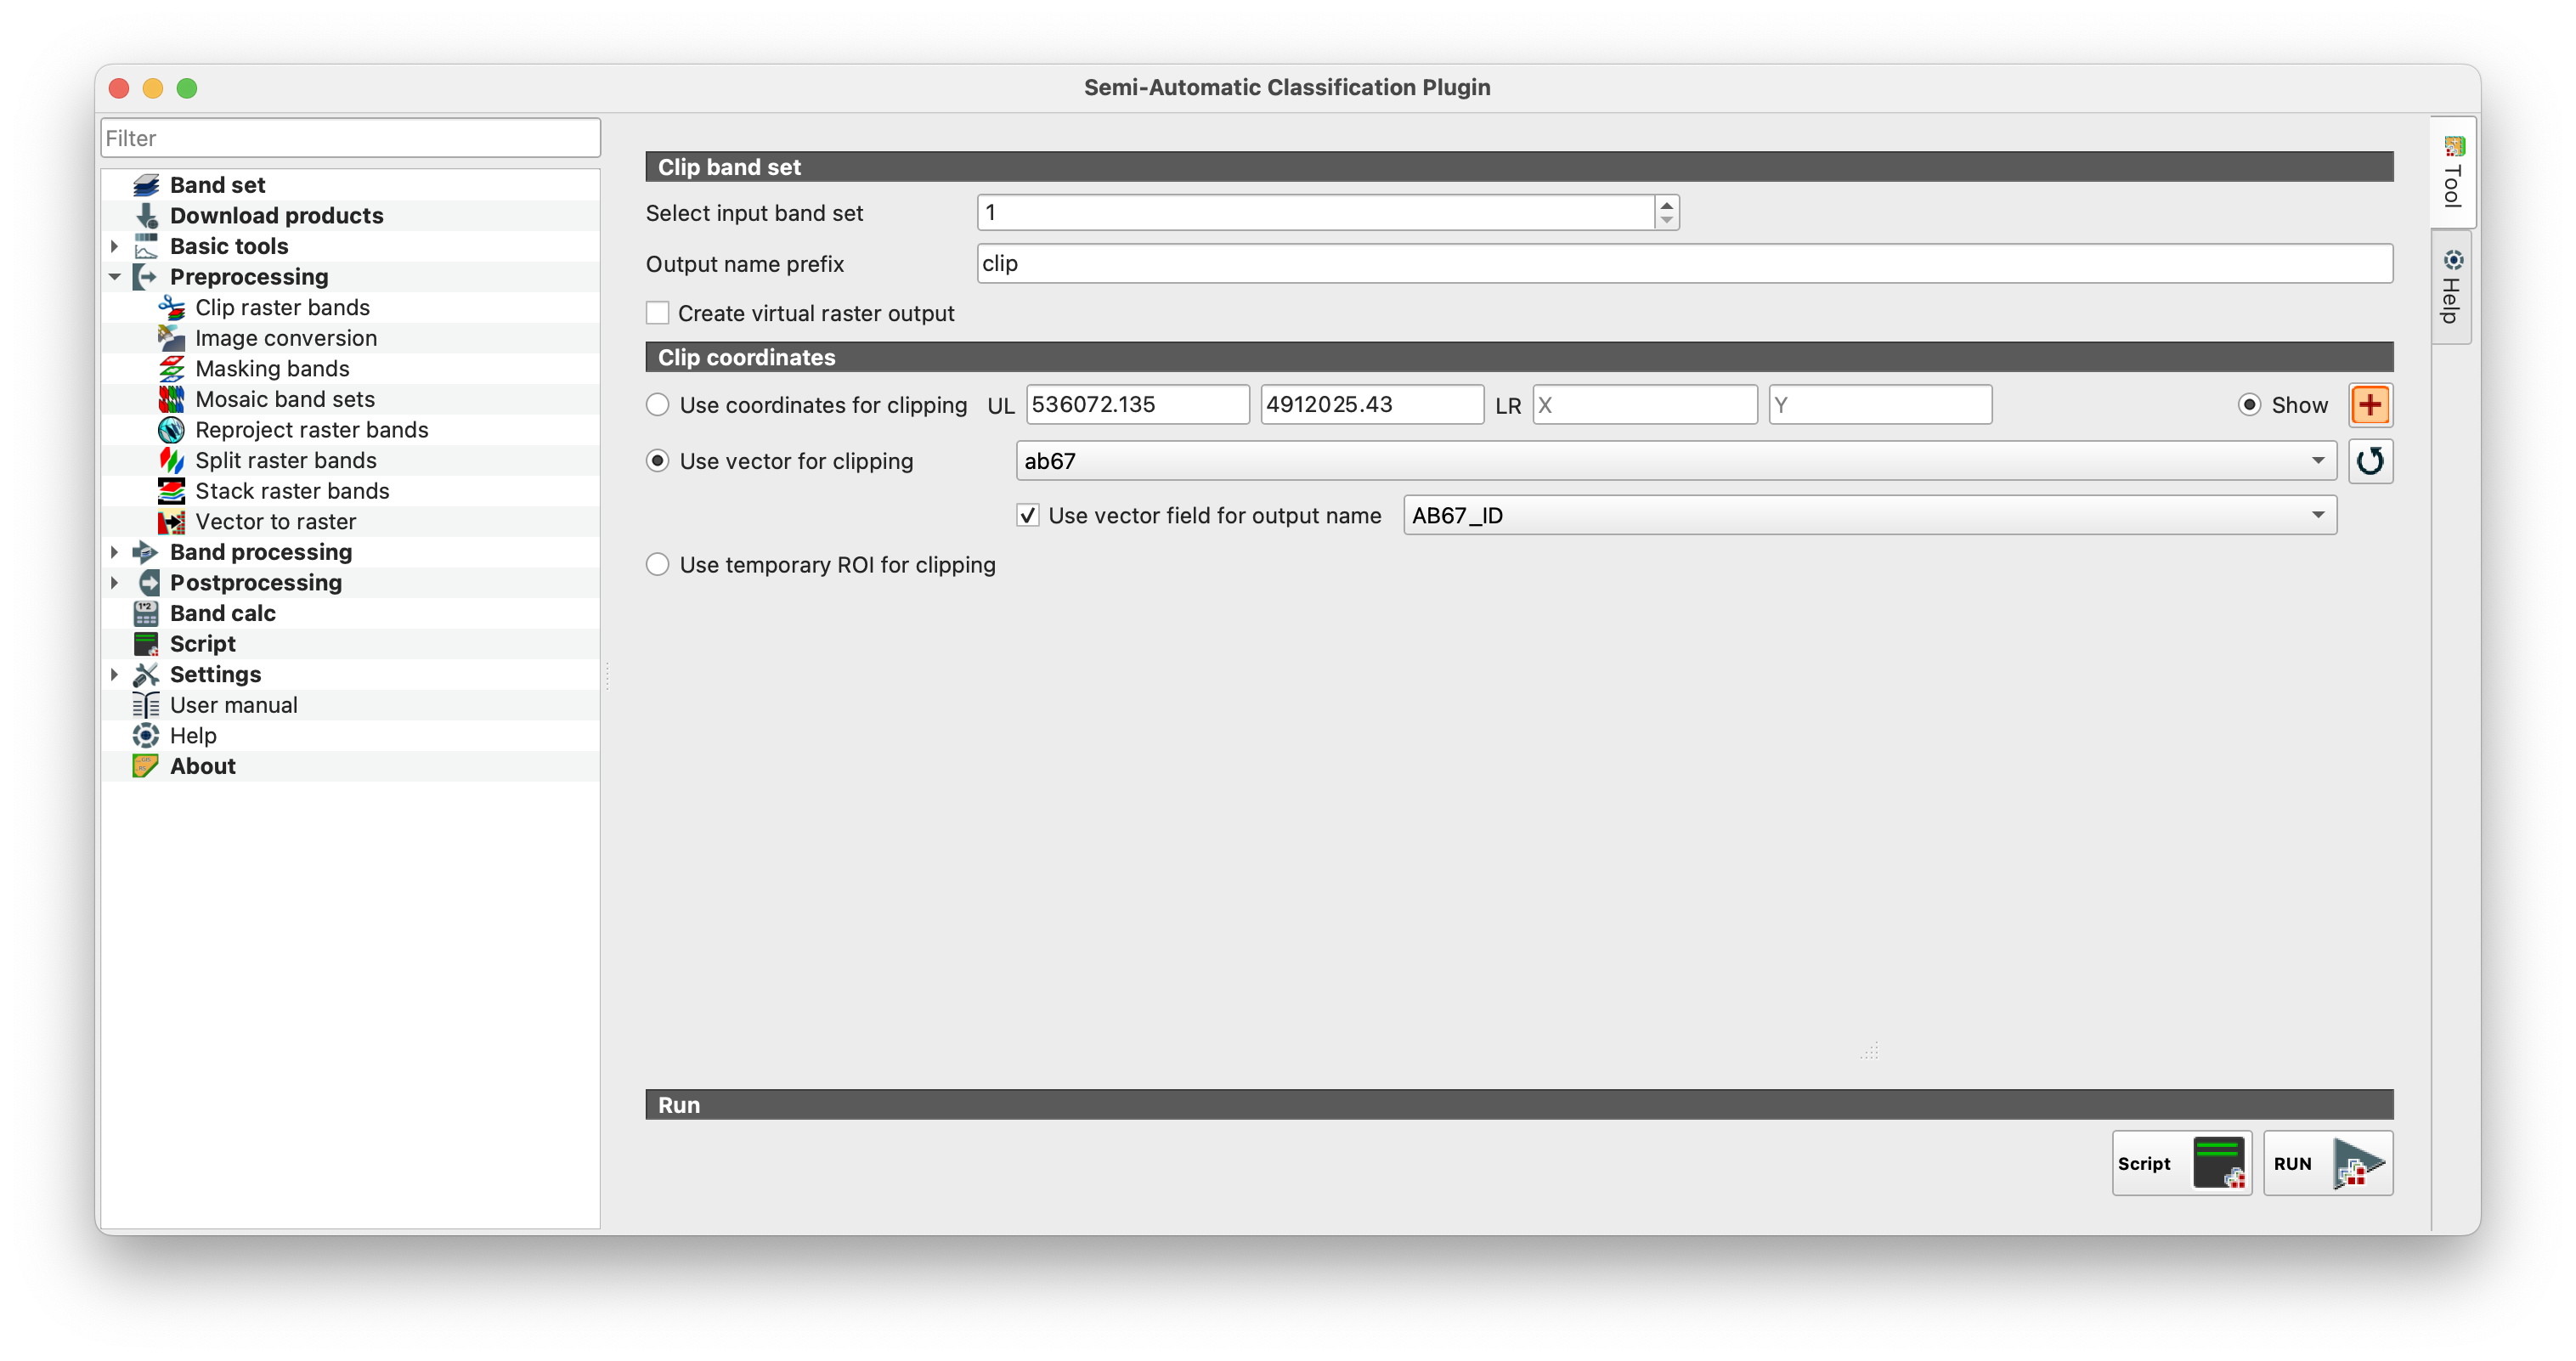 Semi-Automatic Classification Plugin
Filter
Band set
Download products
Basic tools
Preprocessing
Clip raster bands
Image conversion
Masking bands
Mosaic band sets
Reproject raster bands
Split raster bands
Stack raster bands
Vector to raster
Band processing
Postprocessing
Band calc
Script
Settings
User manual
Help
About
Clip band set
Select input band set 1
Output name prefix clip
Create virtual raster output
Clip coordinates
Use coordinates for clipping UL 536072.135 4912025.43 LR X Y Show
Use vector for clipping ab67
Use vector field for output name AB67_ID
Use temporary ROI for clipping
Run
Script RUN
Tool
Help